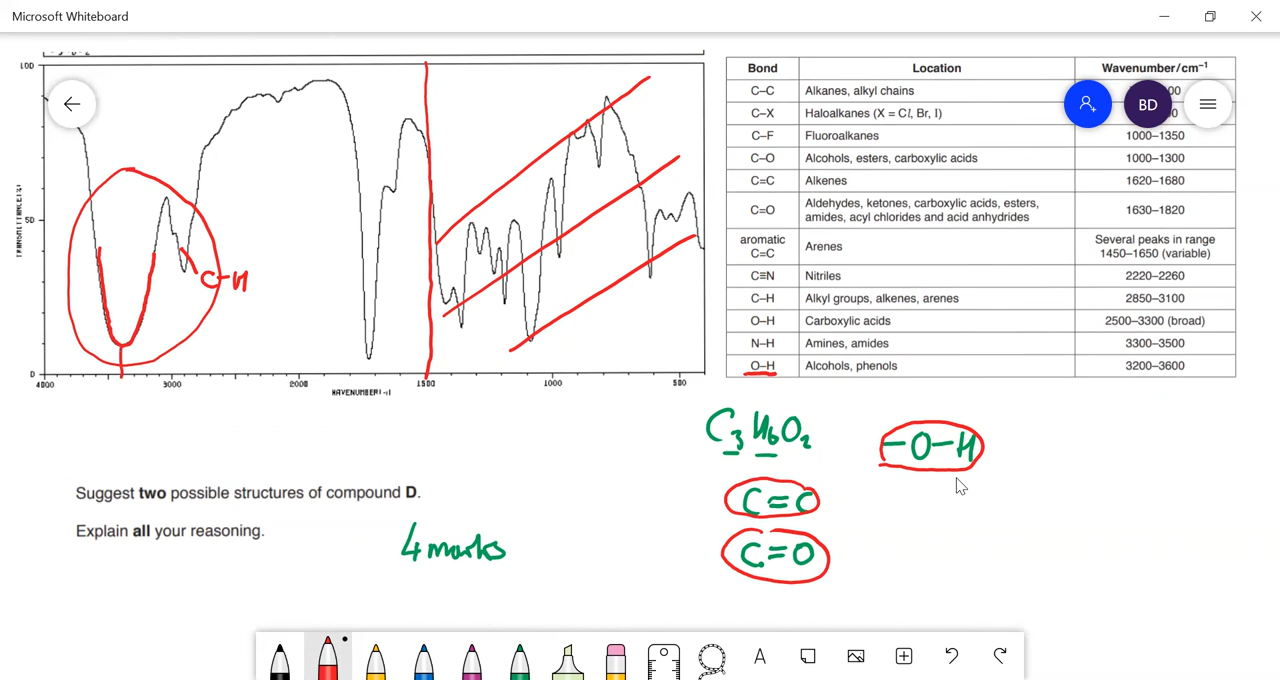 Microsoft Whiteboard
100
50
0
TRANSMITTANCE(%)
4000 3000 2000 1500 1000 500
C-H
Bond Location Wavenumber/cm⁻¹
C–C Alkanes, alkyl chains
C–X Haloalkanes (X = Cl, Br, I)
C–F Fluoroalkanes 1000–1350
C–O Alcohols, esters, carboxylic acids 1000–1300
C=C Alkenes 1620–1680
C=O Aldehydes, ketones, carboxylic acids, esters, amides, acyl chlorides and acid anhydrides 1630–1820
aromatic C=C Arenes Several peaks in range 1450–1650 (variable)
C≡N Nitriles 2220–2260
C–H Alkyl groups, alkenes, arenes 2850–3100
O–H Carboxylic acids 2500–3300 (broad)
N–H Amines, amides 3300–3500
O–H Alcohols, phenols 3200–3600
BD
C₃H₆O₂
-O-H
C=C
C=O
Suggest two possible structures of compound D.
Explain all your reasoning.
4 marks
A